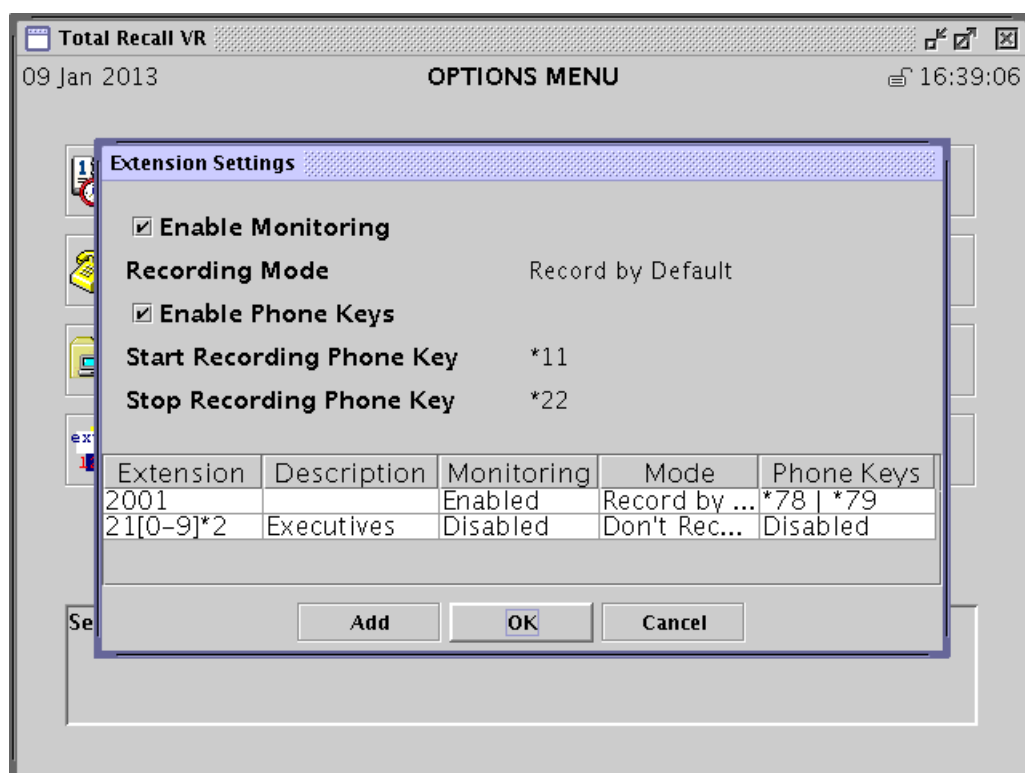 Total Recall VR
09 Jan 2013 OPTIONS MENU 16:39:06
Extension Settings
Enable Monitoring
Recording Mode Record by Default
Enable Phone Keys
Start Recording Phone Key *11
Stop Recording Phone Key *22
Extension Description Monitoring Mode Phone Keys
2001 Enabled Record by ... *78 | *79
21[0-9]*2 Executives Disabled Don't Rec... Disabled
Add OK Cancel
Se